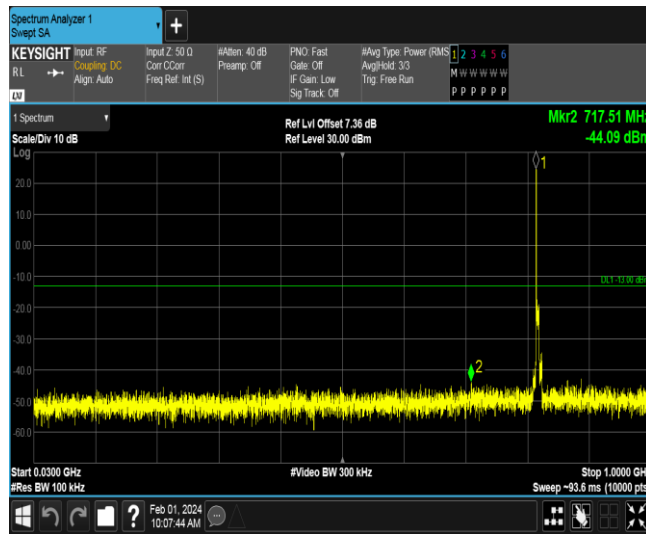 Spectrum Analyzer 1
Swept SA
KEYSIGHT
RL
LXI
Input: RF
Coupling: DC
Align: Auto
Input Z: 50 Ω
Corr CCorr
Freq Ref: Int (S)
#Atten: 40 dB
Preamp: Off
PNO: Fast
Gate: Off
IF Gain: Low
Sig Track: Off
#Avg Type: Power (RMS
Avg|Hold: 3/3
Trig: Free Run
1 2 3 4 5 6
M W W W W W
P P P P P P
1 Spectrum
Scale/Div 10 dB
Log
Ref Lvl Offset 7.36 dB
Ref Level 30.00 dBm
Mkr2 717.51 MHz
-44.09 dBm
1
20.0
10.0
0.00
-10.0
DL1 -13.00 dBm
-20.0
-30.0
-40.0
2
-50.0
-60.0
Start 0.0300 GHz
#Video BW 300 kHz
Stop 1.0000 GH
#Res BW 100 kHz
Sweep ~93.6 ms (10000 pts
?
Feb 01, 2024
10:07:44 AM